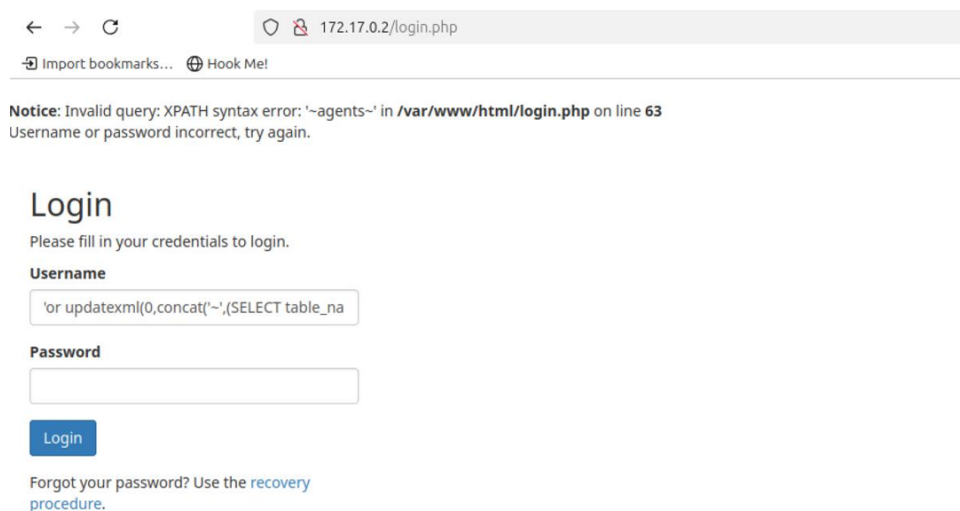 172.17.0.2/login.php
Import bookmarks... Hook Me!
Notice: Invalid query: XPATH syntax error: '~agents~' in /var/www/html/login.php on line 63
Username or password incorrect, try again.
Login
Please fill in your credentials to login.
Username
'or updatexml(0,concat('~',(SELECT table_na
Password
Login
Forgot your password? Use the recovery
procedure.